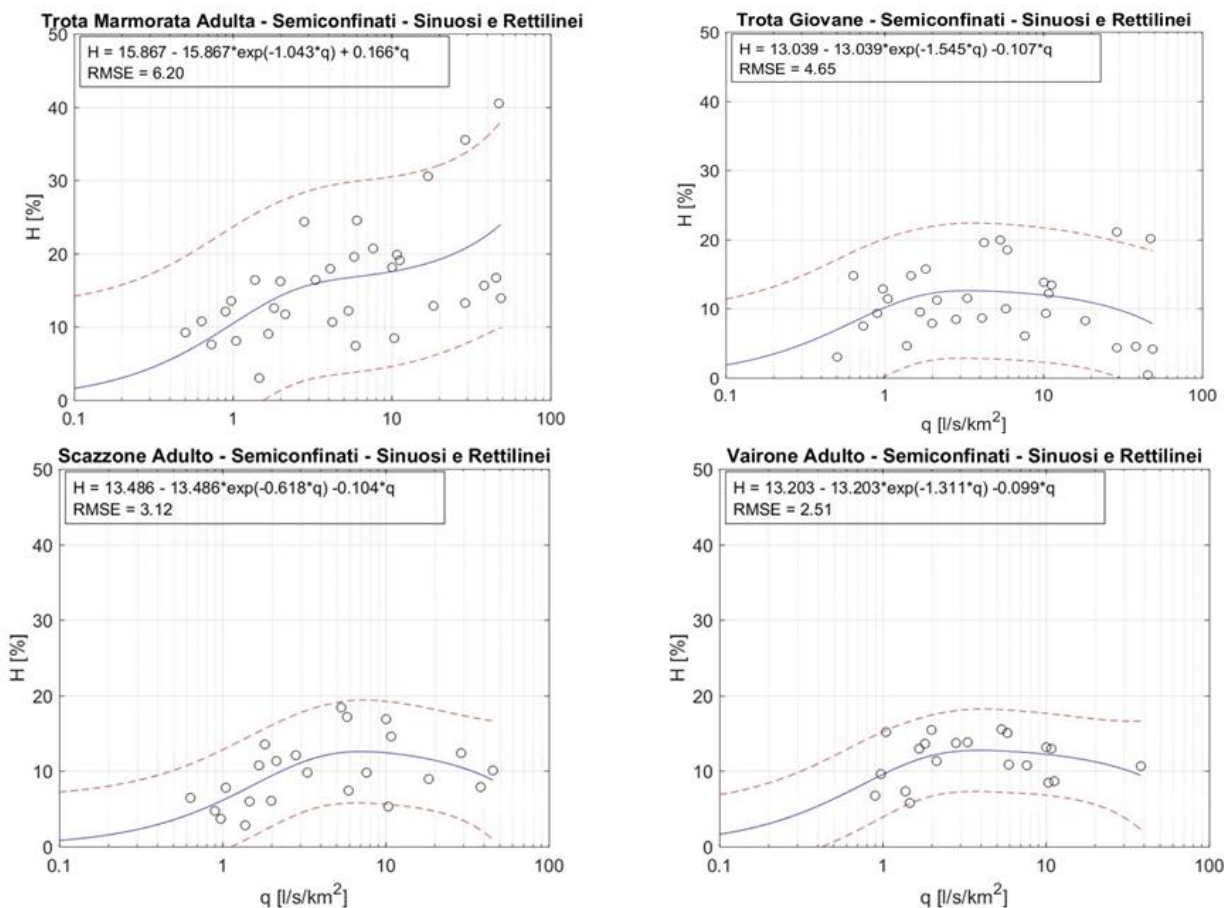 Trota Marmorata Adulta - Semiconfinati - Sinuosi e Rettilinei
H = 15.867 - 15.867*exp(-1.043*q) + 0.166*q
RMSE = 6.20
50
40
30
20
10
0
H [%]
0.1
1
10
100
Trota Giovane - Semiconfinati - Sinuosi e Rettilinei
H = 13.039 - 13.039*exp(-1.545*q) -0.107*q
RMSE = 4.65
50
40
30
20
10
0
H [%]
0.1
1
10
100
q [l/s/km²]
Scazzone Adulto - Semiconfinati - Sinuosi e Rettilinei
H = 13.486 - 13.486*exp(-0.618*q) -0.104*q
RMSE = 3.12
50
40
30
20
10
0
H [%]
0.1
1
10
100
q [l/s/km²]
Vairone Adulto - Semiconfinati - Sinuosi e Rettilinei
H = 13.203 - 13.203*exp(-1.311*q) -0.099*q
RMSE = 2.51
50
40
30
20
10
0
H [%]
0.1
1
10
100
q [l/s/km²]